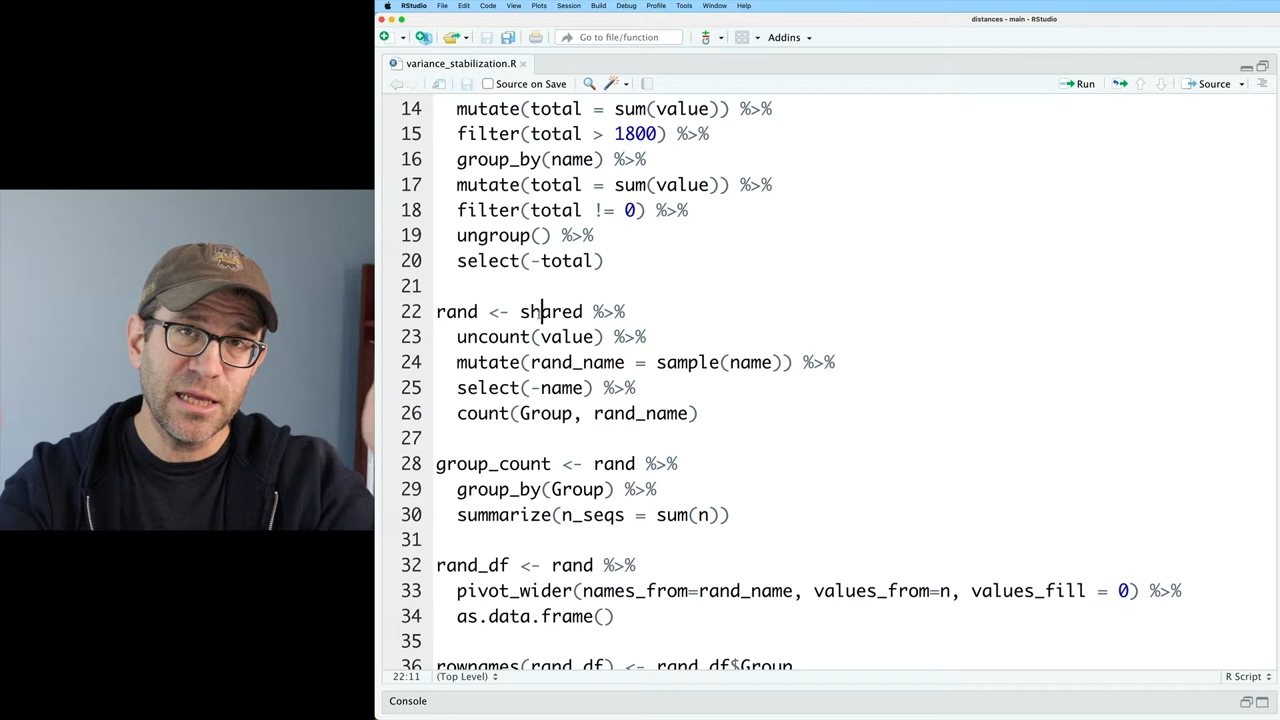 RStudio File Edit Code View Plots Session Build Debug Profile Tools Window Help
distances - main - RStudio
Go to file/function Addins
variance_stabilization.R
Source on Save Run Source
14 mutate(total = sum(value)) %>%
15 filter(total > 1800) %>%
16 group_by(name) %>%
17 mutate(total = sum(value)) %>%
18 filter(total != 0) %>%
19 ungroup() %>%
20 select(-total)
21
22 rand <- shared %>%
23 uncount(value) %>%
24 mutate(rand_name = sample(name)) %>%
25 select(-name) %>%
26 count(Group, rand_name)
27
28 group_count <- rand %>%
29 group_by(Group) %>%
30 summarize(n_seqs = sum(n))
31
32 rand_df <- rand %>%
33 pivot_wider(names_from=rand_name, values_from=n, values_fill = 0) %>%
34 as.data.frame()
35
36 rownames(rand_df) <- rand_df$Group
22:11 (Top Level) R Script
Console